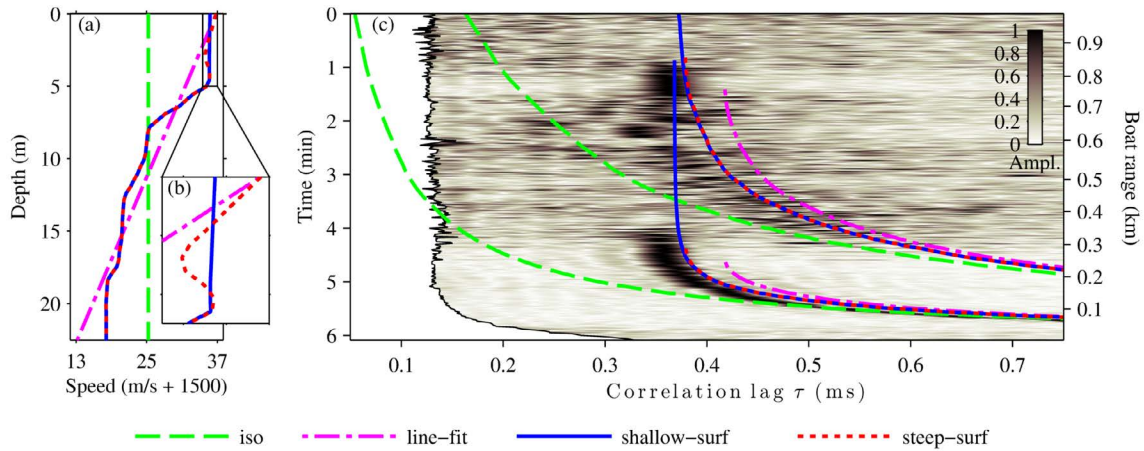 (a)
0
5
10
15
20
Depth (m)
13
25
37
Speed (m/s + 1500)
(b)
(c)
0
1
2
3
4
5
6
Time (min)
0.1
0.2
0.3
0.4
0.5
0.6
0.7
Correlation lag τ (ms)
1
0.8
0.6
0.4
0.2
0
Ampl.
0.9
0.8
0.7
0.6
0.5
0.4
0.3
0.2
0.1
Boat range (km)
iso
line−fit
shallow−surf
steep−surf